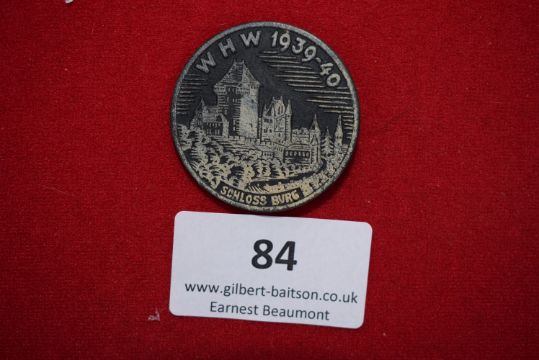 WHW 1939-40
SCHLOSS BURG
84
www.gilbert-baitson.co.uk
Earnest Beaumont